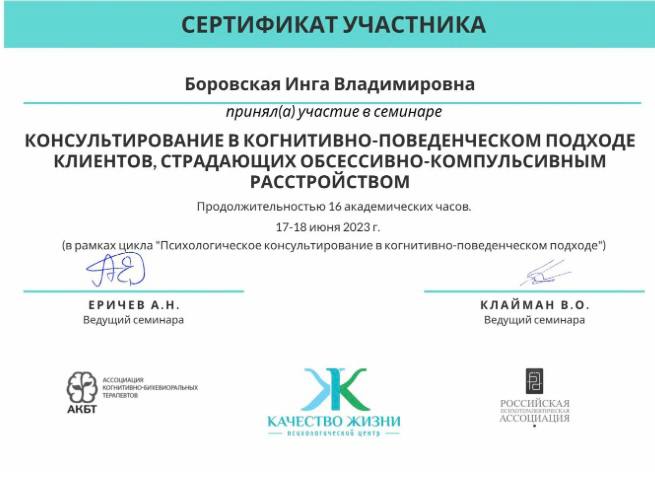 СЕРТИФИКАТ УЧАСТНИКА
Боровская Инга Владимировна
принял(а) участие в семинаре
КОНСУЛЬТИРОВАНИЕ В КОГНИТИВНО-ПОВЕДЕНЧЕСКОМ ПОДХОДЕ
КЛИЕНТОВ, СТРАДАЮЩИХ ОБСЕССИВНО-КОМПУЛЬСИВНЫМ
РАССТРОЙСТВОМ
Продолжительностью 16 академических часов.
17-18 июня 2023 г.
(в рамках цикла "Психологическое консультирование в когнитивно-поведенческом подходе")
ЕРИЧЕВ А.Н.
Ведущий семинара
КЛАЙМАН В.О.
Ведущий семинара
АКБТ
АССОЦИАЦИЯ
КОГНИТИВНО-БИХЕВИОРАЛЬНЫХ
ТЕРАПЕВТОВ
КАЧЕСТВО ЖИЗНИ
психологический центр
РОССИЙСКАЯ
ПСИХОТЕРАПЕВТИЧЕСКАЯ
АССОЦИАЦИЯ